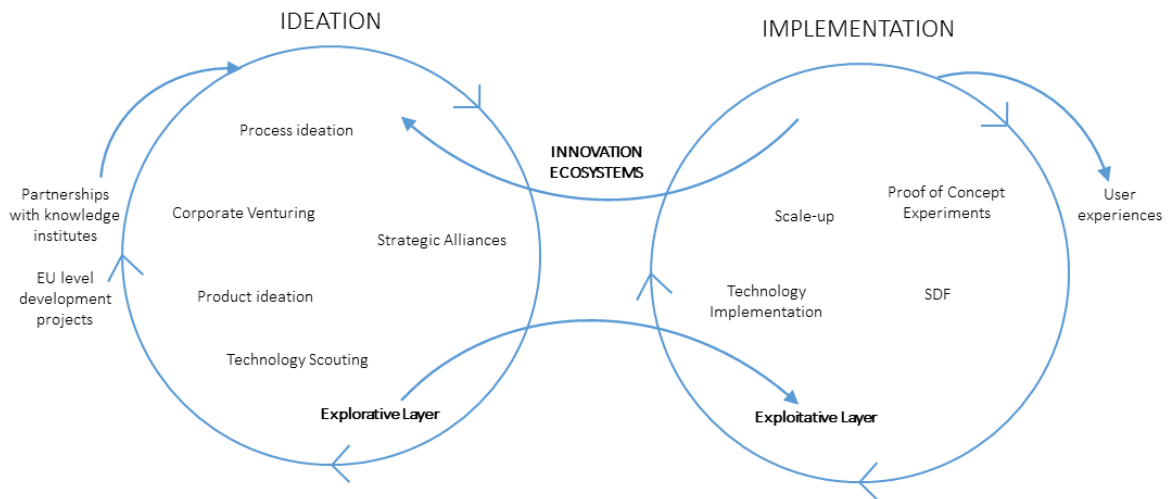 IDEATION
IMPLEMENTATION
Process ideation
INNOVATION
ECOSYSTEMS
Partnerships
with knowledge
institutes
Corporate Venturing
Strategic Alliances
Scale-up
Proof of Concept
Experiments
User
experiences
EU level
development
projects
Product ideation
Technology
Implementation
SDF
Technology Scouting
Explorative Layer
Exploitative Layer